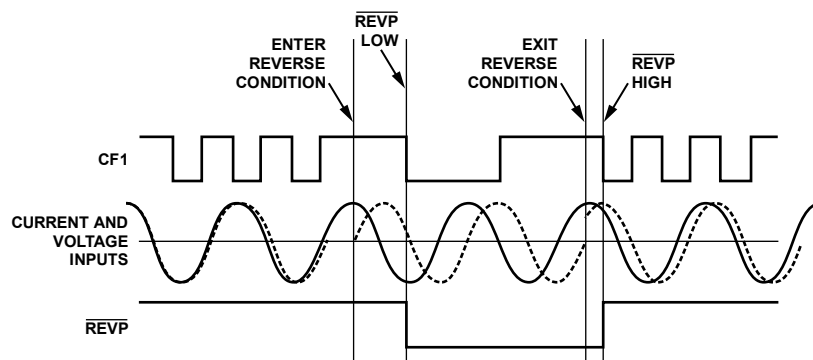 REVP
LOW
ENTER
REVERSE
CONDITION
EXIT
REVERSE
CONDITION
REVP
HIGH
CF1
CURRENT AND
VOLTAGE
INPUTS
REVP